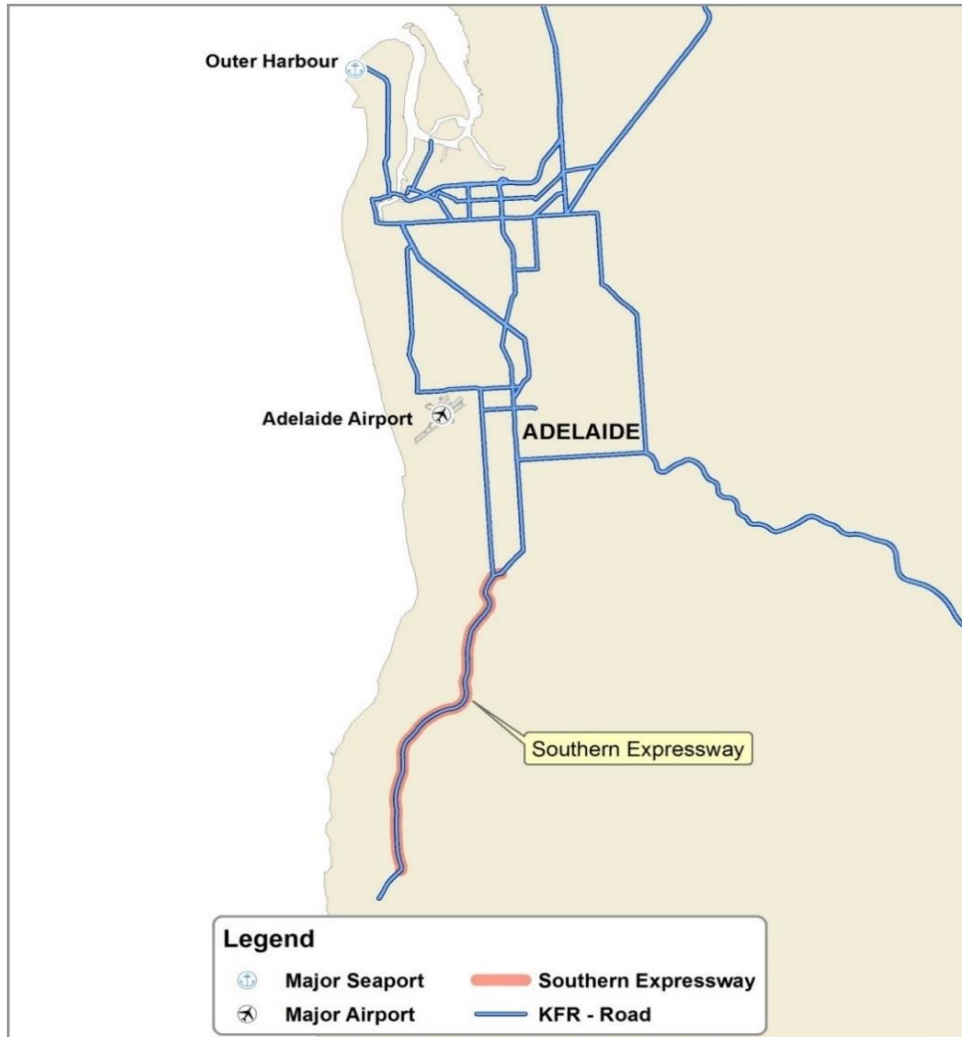 Outer Harbour
Adelaide Airport
ADELAIDE
Southern Expressway
Legend
Major Seaport
Southern Expressway
Major Airport
KFR - Road